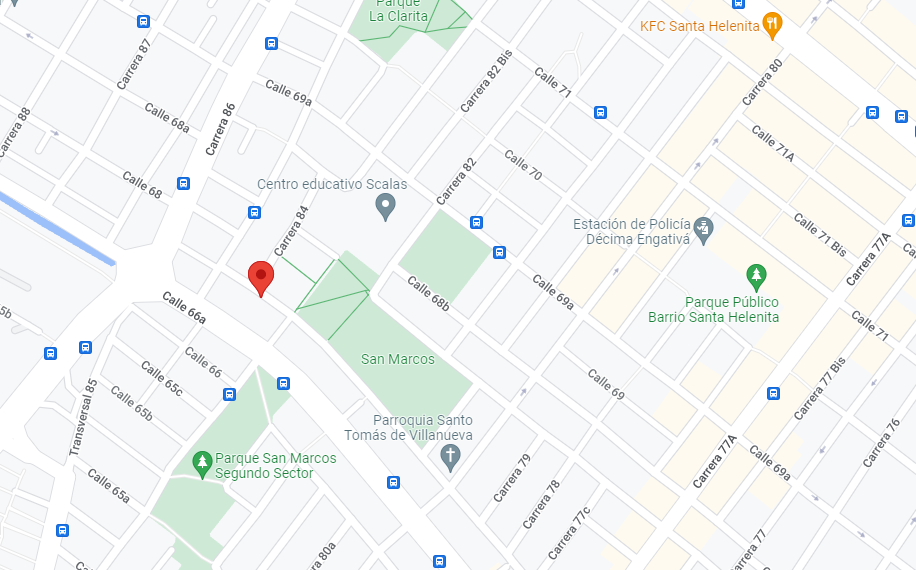 Parque
La Clarita
KFC Santa Helenita
Carrera 87
Carrera 82 Bis
Calle 71
Carrera 80
Calle 69a
Calle 68a
Carrera 88
Carrera 86
Calle 71A
Calle 70
Calle 68
Centro educativo Scalas
Carrera 82
Carrera 84
Estación de Policía
Décima Engativá
Calle 71 Bis
Carrera 77A
Calle 66a
Calle 68b
Calle 69a
Parque Público
Barrio Santa Helenita
5b
Calle 71
Calle 66
San Marcos
Calle 65c
Calle 69
Carrera 77 Bis
Calle 65b
Transversal 85
Parroquia Santo
Tomás de Villanueva
Carrera 76
Parque San Marcos
Segundo Sector
Carrera 77A
Calle 69a
Calle 65a
Carrera 79
Carrera 78
Carrera 77c
Carrera 77
80a